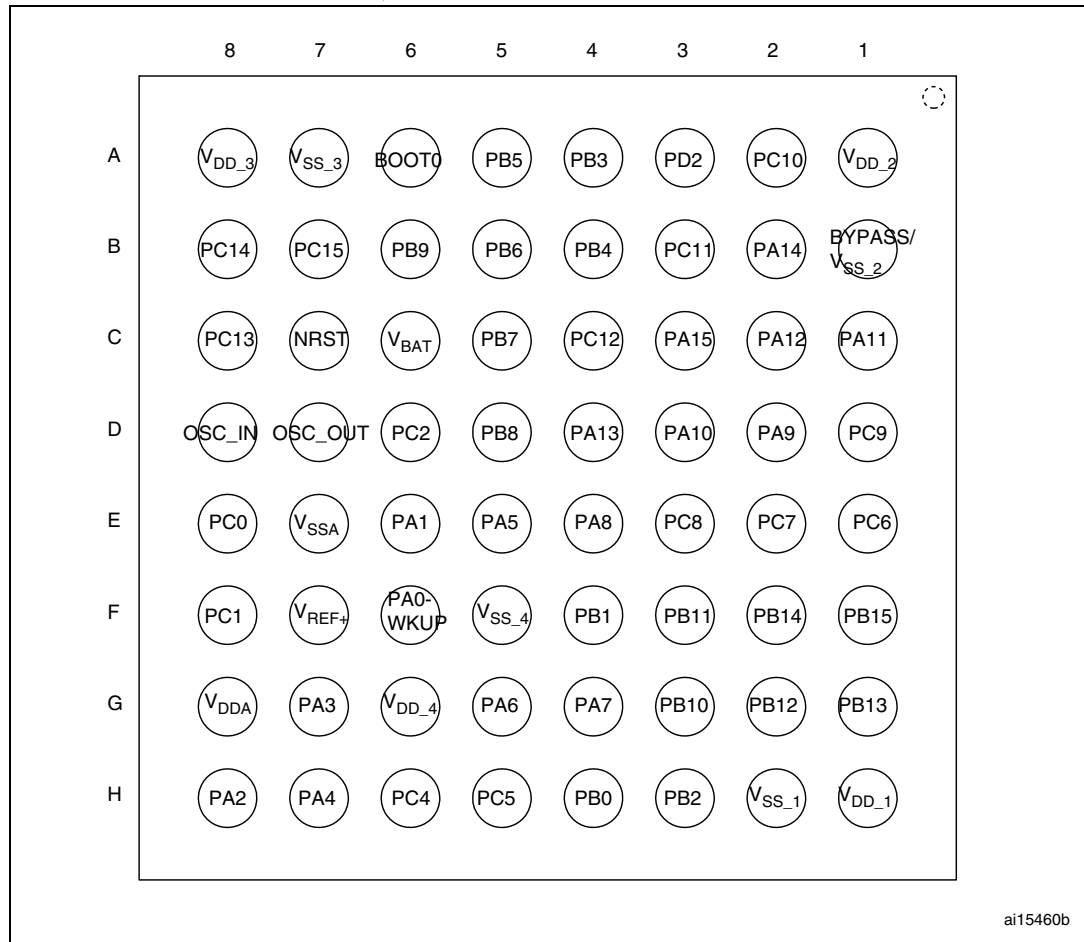 8 7 6 5 4 3 2 1
A VDD_3 VSS_3 BOOT0 PB5 PB3 PD2 PC10 VDD_2
B PC14 PC15 PB9 PB6 PB4 PC11 PA14 BYPASS/
VSS_2
C PC13 NRST VBAT PB7 PC12 PA15 PA12 PA11
D OSC_IN OSC_OUT PC2 PB8 PA13 PA10 PA9 PC9
E PC0 VSSA PA1 PA5 PA8 PC8 PC7 PC6
F PC1 VREF+ PA0-
WKUP VSS_4 PB1 PB11 PB14 PB15
G VDDA PA3 VDD_4 PA6 PA7 PB10 PB12 PB13
H PA2 PA4 PC4 PC5 PB0 PB2 VSS_1 VDD_1
ai15460b